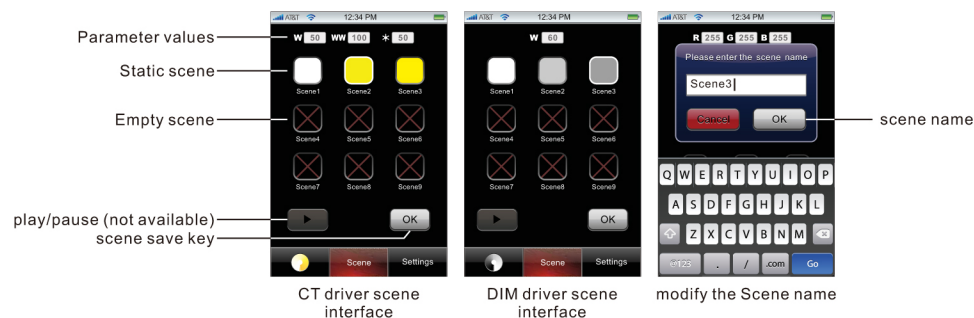 AT&T 12:34 PM
W 50 WW 100 * 50
Scene1 Scene2 Scene3
Scene4 Scene5 Scene6
Scene7 Scene8 Scene9
OK
Scene Settings
Parameter values
Static scene
Empty scene
play/pause (not available)
scene save key
CT driver scene
interface
AT&T 12:34 PM
W 60
Scene1 Scene2 Scene3
Scene4 Scene5 Scene6
Scene7 Scene8 Scene9
OK
Scene Settings
DIM driver scene
interface
AT&T 12:34 PM
R 255 G 255 B 255
Please enter the scene name
Scene3
Cancel OK
Q W E R T Y U I O P
A S D F G H J K L
Z X C V B N M
@123 . / .com Go
scene name
modify the Scene name